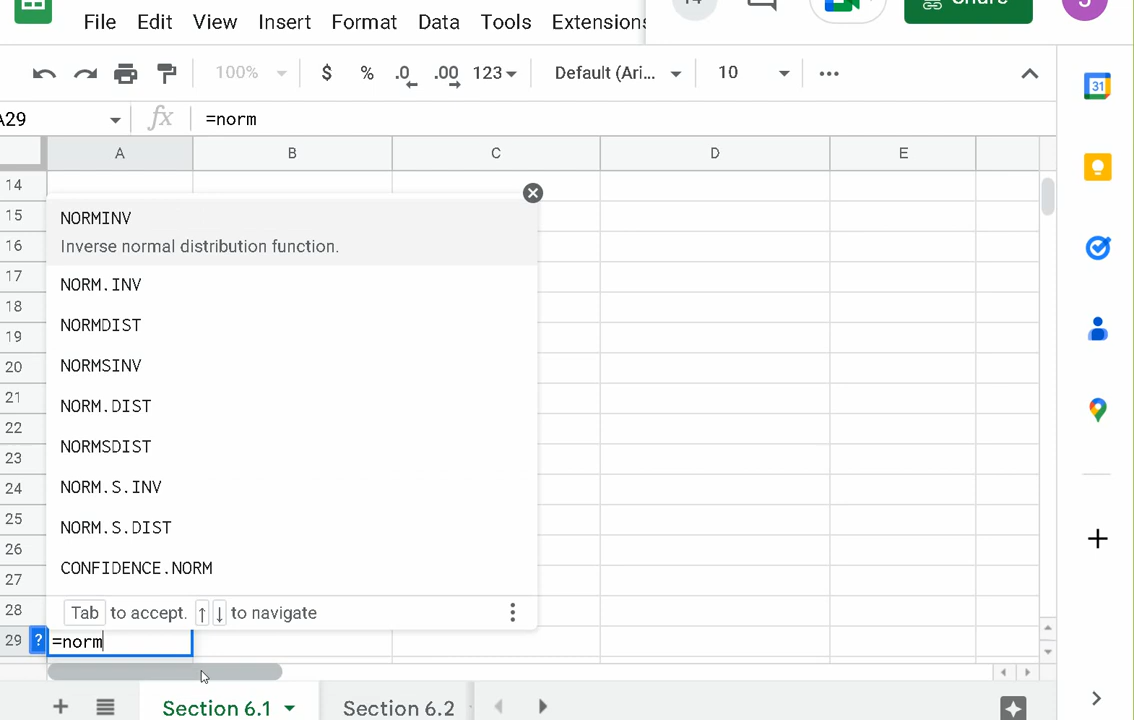 File Edit View Insert Format Data Tools Extensions
Share
100% $ % .0 .00 123 Default (Ari... 10
A29 fx =norm
A B C D E
14
15
16
17
18
19
20
21
22
23
24
25
26
27
28
29
NORMINV
Inverse normal distribution function.
NORM.INV
NORMDIST
NORMSINV
NORM.DIST
NORMSDIST
NORM.S.INV
NORM.S.DIST
CONFIDENCE.NORM
Tab to accept. ↑ ↓ to navigate
? =norm
Section 6.1 Section 6.2
31